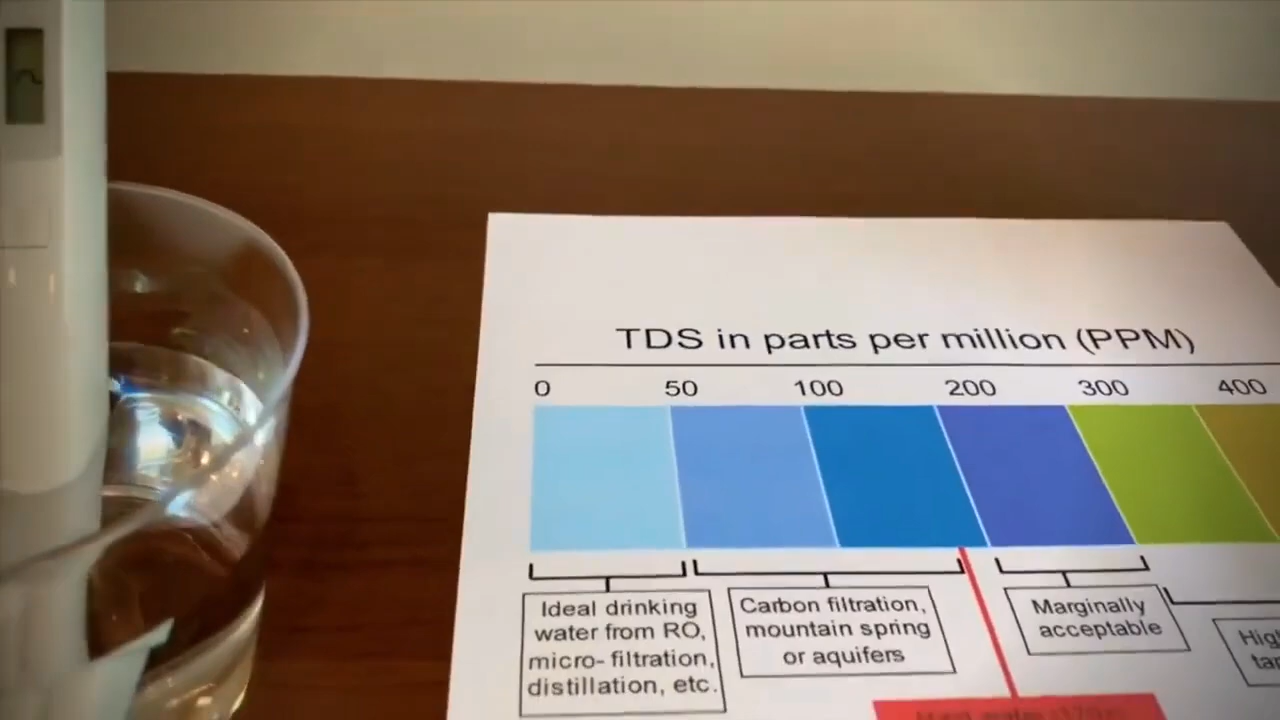 TDS in parts per million (PPM)
0 50 100 200 300 400
Ideal drinking
water from RO,
micro- filtration,
distillation, etc.
Carbon filtration,
mountain spring
or aquifers
Marginally
acceptable